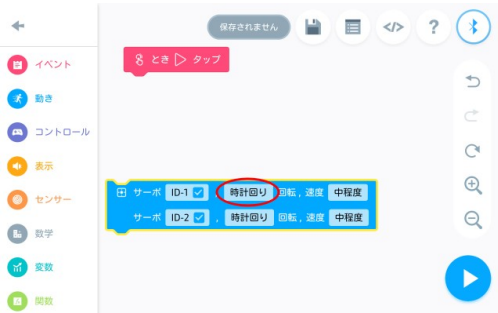 保存されません
</>
?
とき タップ
イベント
動き
コントロール
表示
センサー
数学
変数
関数
サーボ ID-1 , 時計回り 回転 , 速度 中程度
サーボ ID-2 , 時計回り 回転 , 速度 中程度